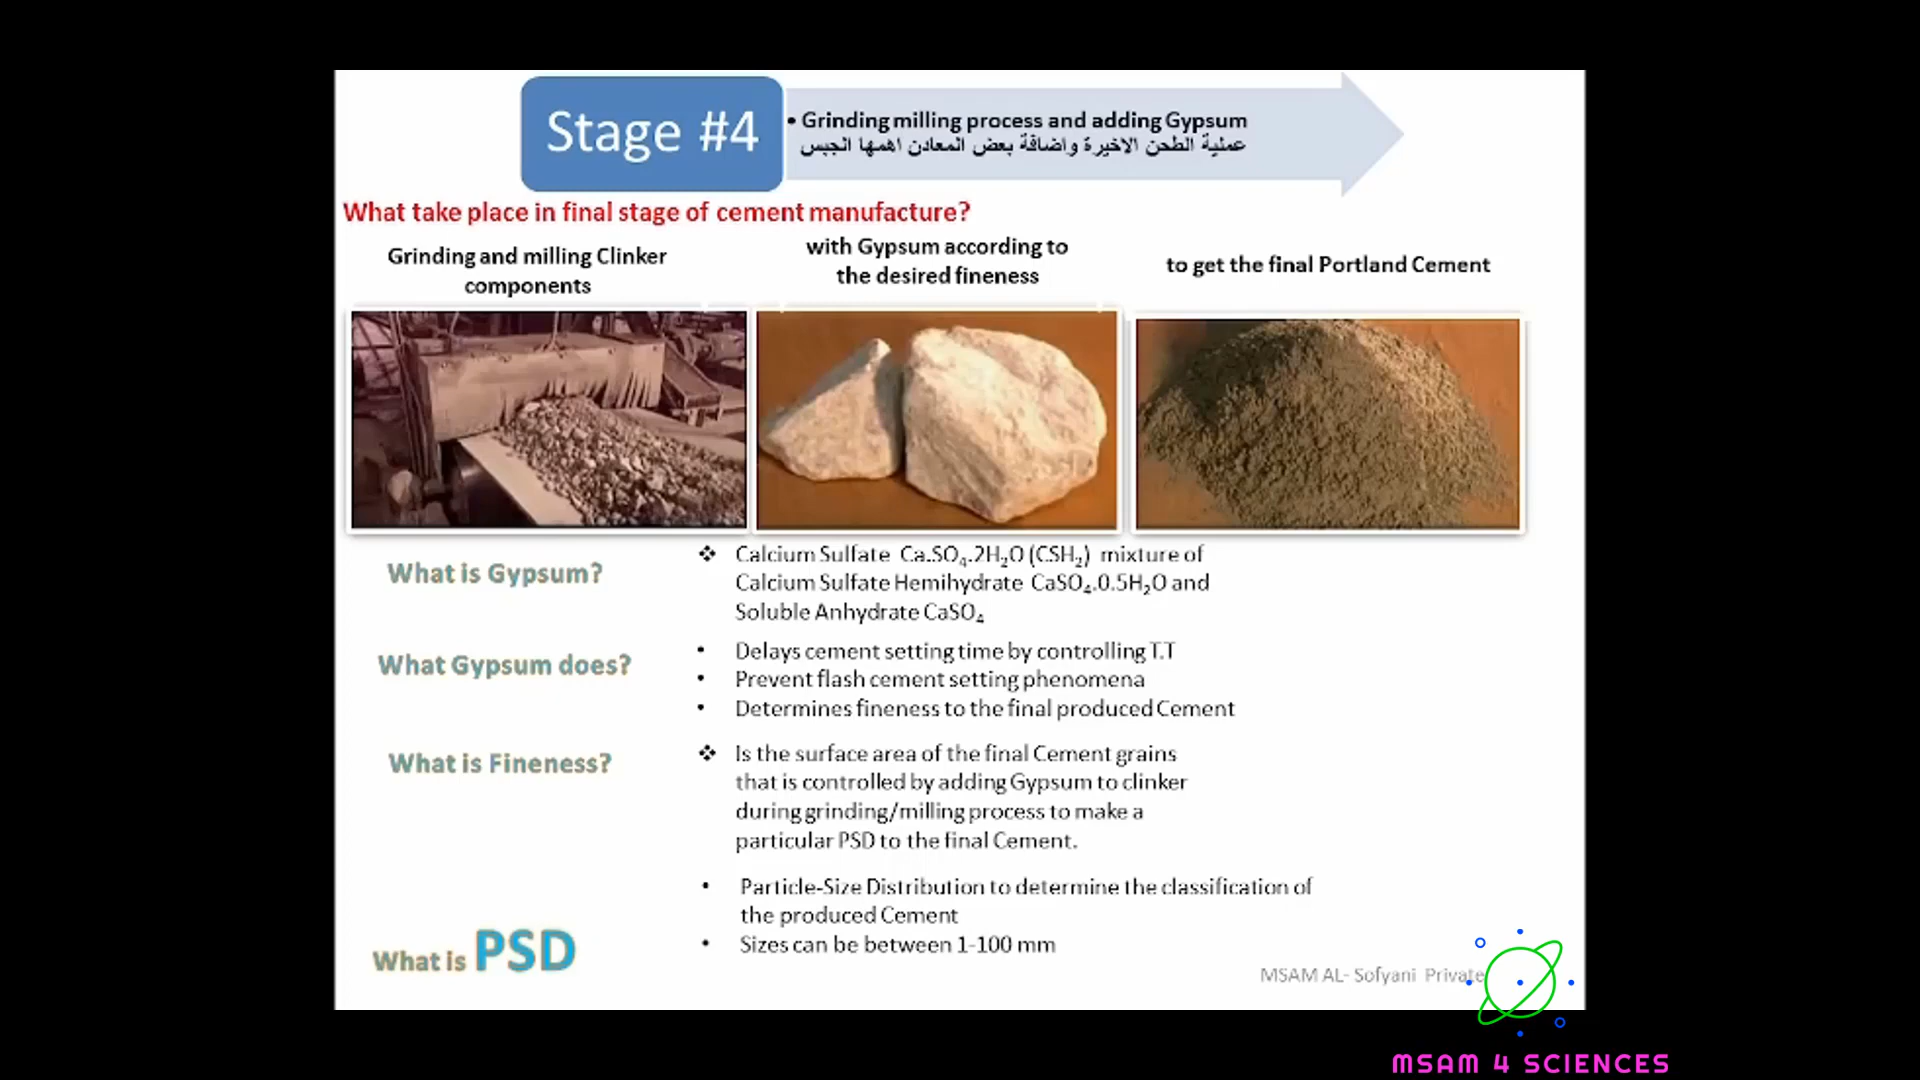 Stage #4
• Grinding milling process and adding Gypsum
عملية الطحن الاخيرة واضافة بعض المعادن اهمها الجبس
What take place in final stage of cement manufacture?
Grinding and milling Clinker
components
with Gypsum according to
the desired fineness
to get the final Portland Cement
What is Gypsum?
❖ Calcium Sulfate Ca.SO₄.2H₂O (CSH₂) mixture of
Calcium Sulfate Hemihydrate CaSO₄.0.5H₂O and
Soluble Anhydrate CaSO₄
What Gypsum does?
• Delays cement setting time by controlling T.T
• Prevent flash cement setting phenomena
• Determines fineness to the final produced Cement
What is Fineness?
❖ Is the surface area of the final Cement grains
that is controlled by adding Gypsum to clinker
during grinding/milling process to make a
particular PSD to the final Cement.
What is PSD
• Particle-Size Distribution to determine the classification of
the produced Cement
• Sizes can be between 1-100 mm
MSAM AL- Sofyani Private
MSAM 4 SCIENCES